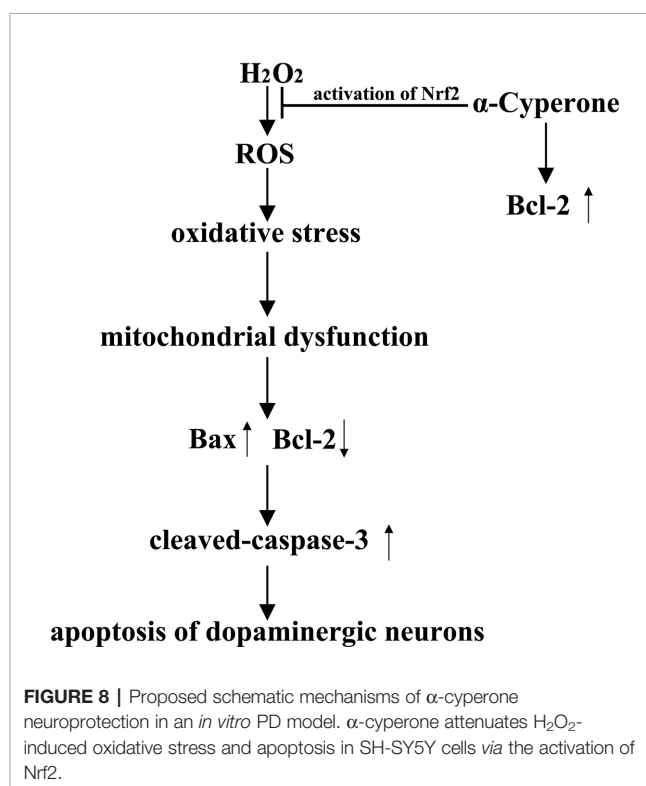 H2O2
activation of Nrf2
α-Cyperone
ROS
Bcl-2 ↑
oxidative stress
mitochondrial dysfunction
Bax ↑ Bcl-2 ↓
cleaved-caspase-3 ↑
apoptosis of dopaminergic neurons
FIGURE 8 | Proposed schematic mechanisms of α-cyperone
neuroprotection in an in vitro PD model. α-cyperone attenuates H₂O₂-
induced oxidative stress and apoptosis in SH-SY5Y cells via the activation of
Nrf2.